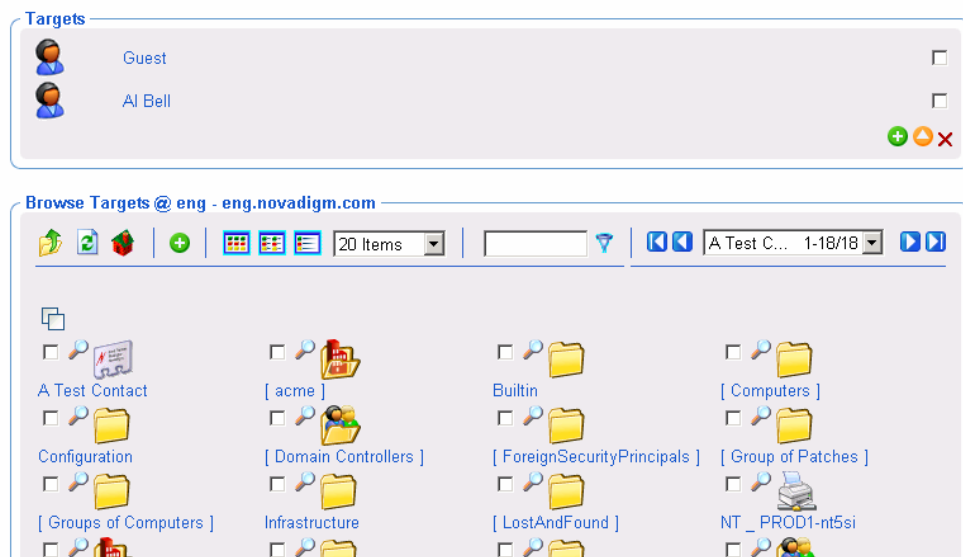 Targets
Guest
Al Bell
Browse Targets @ eng - eng.novadigm.com
20 Items
A Test C... 1-18/18
A Test Contact
[ acme ]
Builtin
[ Computers ]
Configuration
[ Domain Controllers ]
[ ForeignSecurityPrincipals ]
[ Group of Patches ]
[ Groups of Computers ]
Infrastructure
[ LostAndFound ]
NT _ PROD1-nt5si